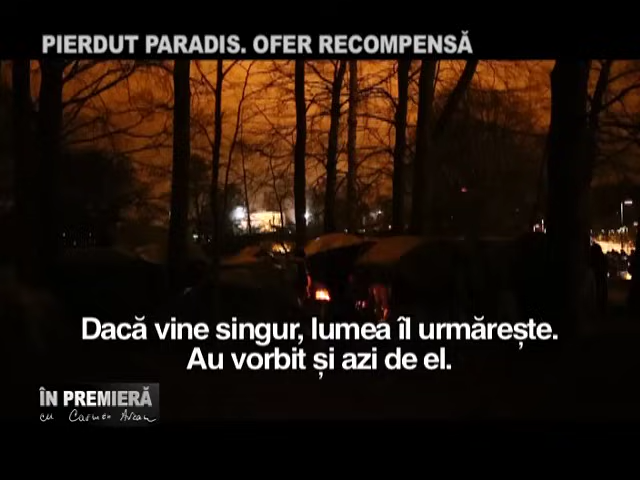 PIERDUT PARADIS. OFER RECOMPENSĂ
Dacă vine singur, lumea îl urmărește.
Au vorbit și azi de el.
ÎN PREMIERĂ
cu Carmen Avram